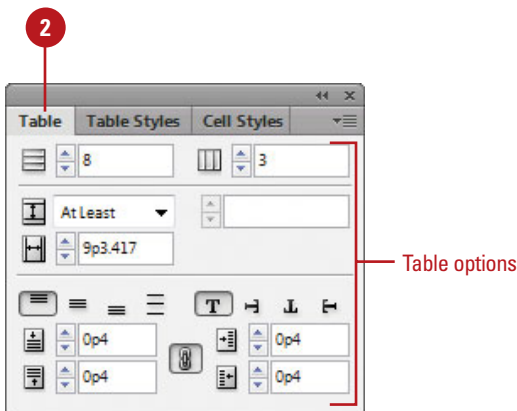 2
Table Table Styles Cell Styles
8 3
At Least
9p3.417
Table options
T T T T
0p4 0p4
0p4 0p4